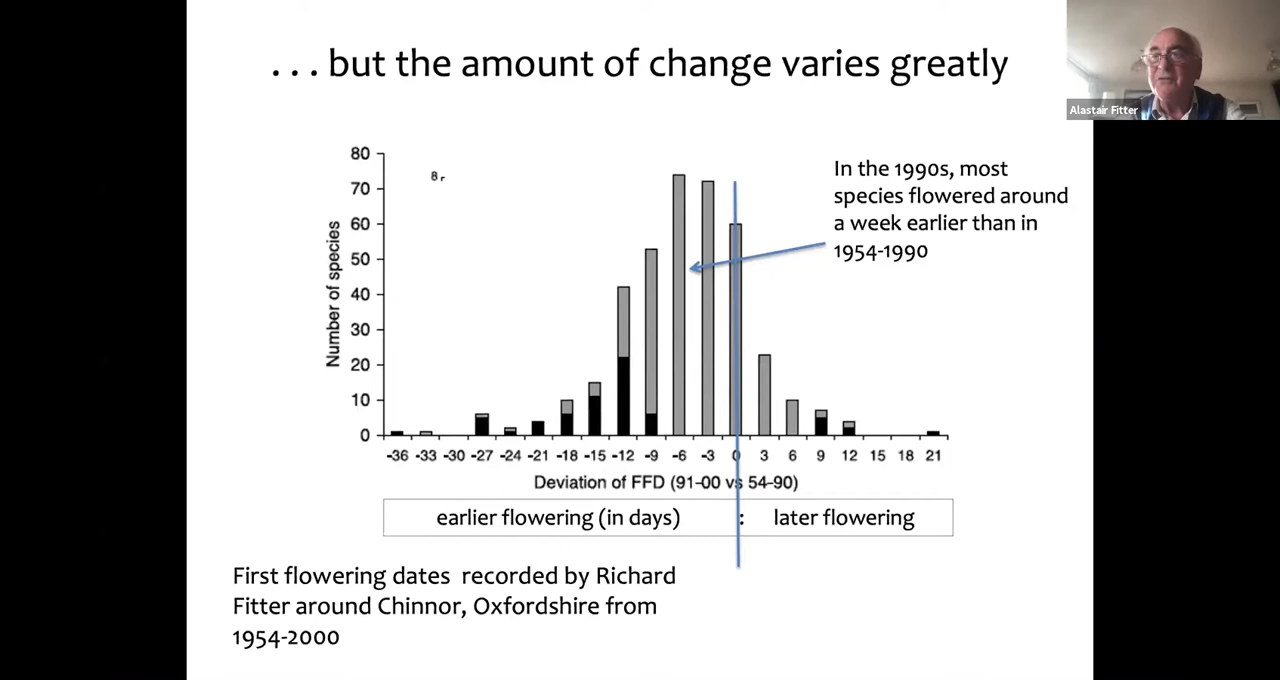 . . . but the amount of change varies greatly
Alastair Fitter
80
70
60
50
40
30
20
10
0
Number of species
8
In the 1990s, most
species flowered around
a week earlier than in
1954-1990
-36 -33 -30 -27 -24 -21 -18 -15 -12 -9 -6 -3 0 3 6 9 12 15 18 21
Deviation of FFD (91-00 vs 54-90)
earlier flowering (in days) : later flowering
First flowering dates recorded by Richard
Fitter around Chinnor, Oxfordshire from
1954-2000